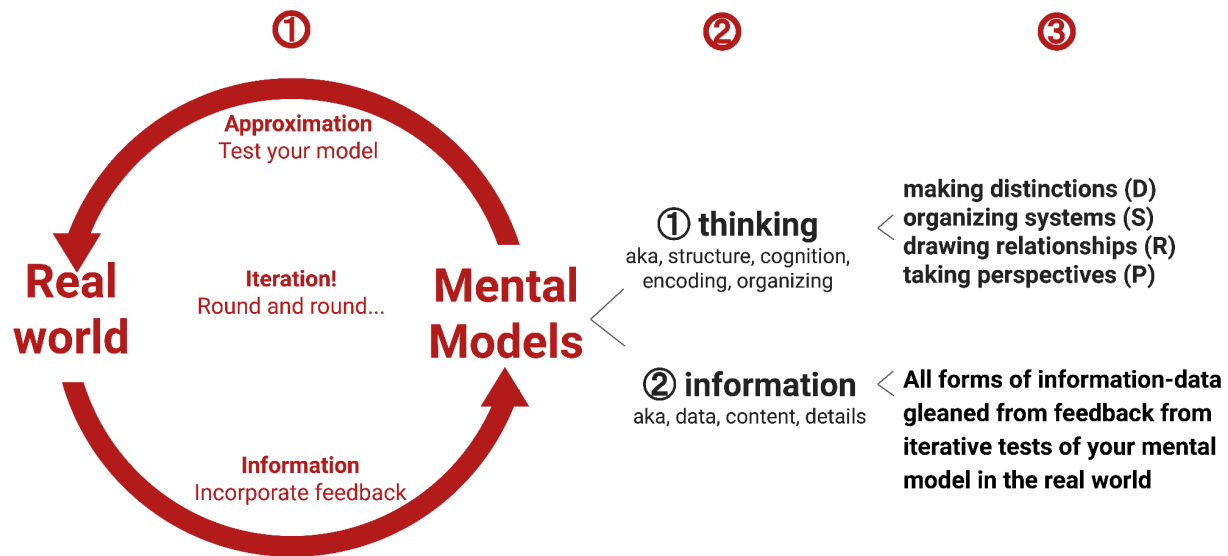 ①
②
③
Approximation
Test your model
Real
world
Iteration!
Round and round...
Mental
Models
Information
Incorporate feedback
① thinking
aka, structure, cognition,
encoding, organizing
making distinctions (D)
organizing systems (S)
drawing relationships (R)
taking perspectives (P)
② information
aka, data, content, details
All forms of information-data
gleaned from feedback from
iterative tests of your mental
model in the real world